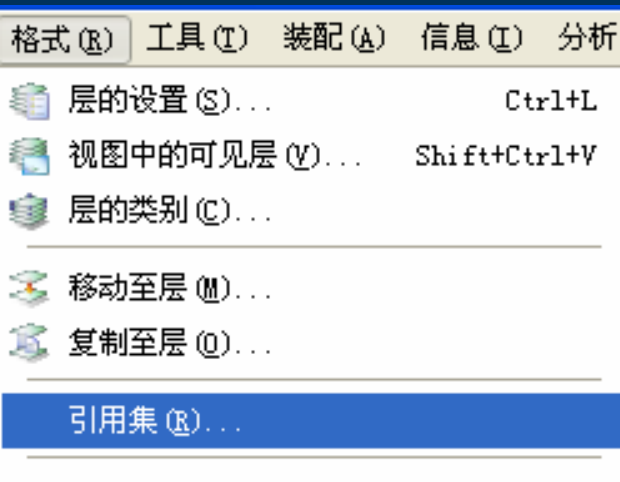 格式(R) 工具(T) 装配(A) 信息(I) 分析
层的设置(S)... Ctrl+L
视图中的可见层(V)... Shift+Ctrl+V
层的类别(C)...
移动至层(M)...
复制至层(O)...
引用集(R)...